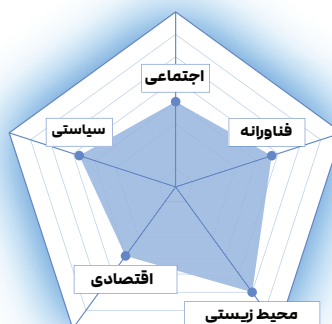 اجتماعی
فناورانه
سیاستی
اقتصادی
محیط زیستی